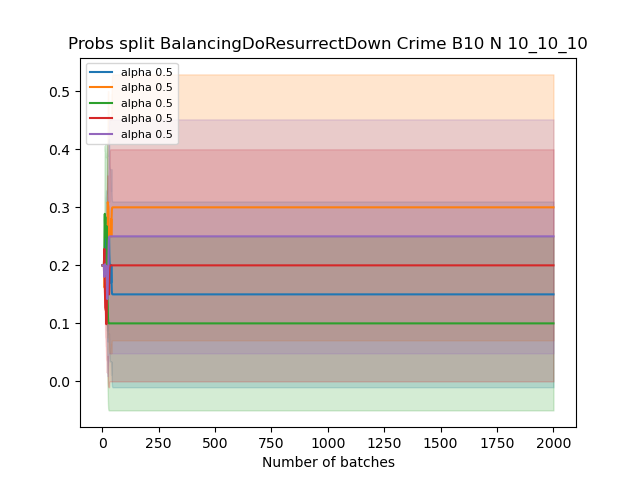 Probs split BalancingDoResurrectDown Crime B10 N 10_10_10
alpha 0.5
alpha 0.5
alpha 0.5
alpha 0.5
alpha 0.5
0.5
0.4
0.3
0.2
0.1
0.0
0 250 500 750 1000 1250 1500 1750 2000
Number of batches